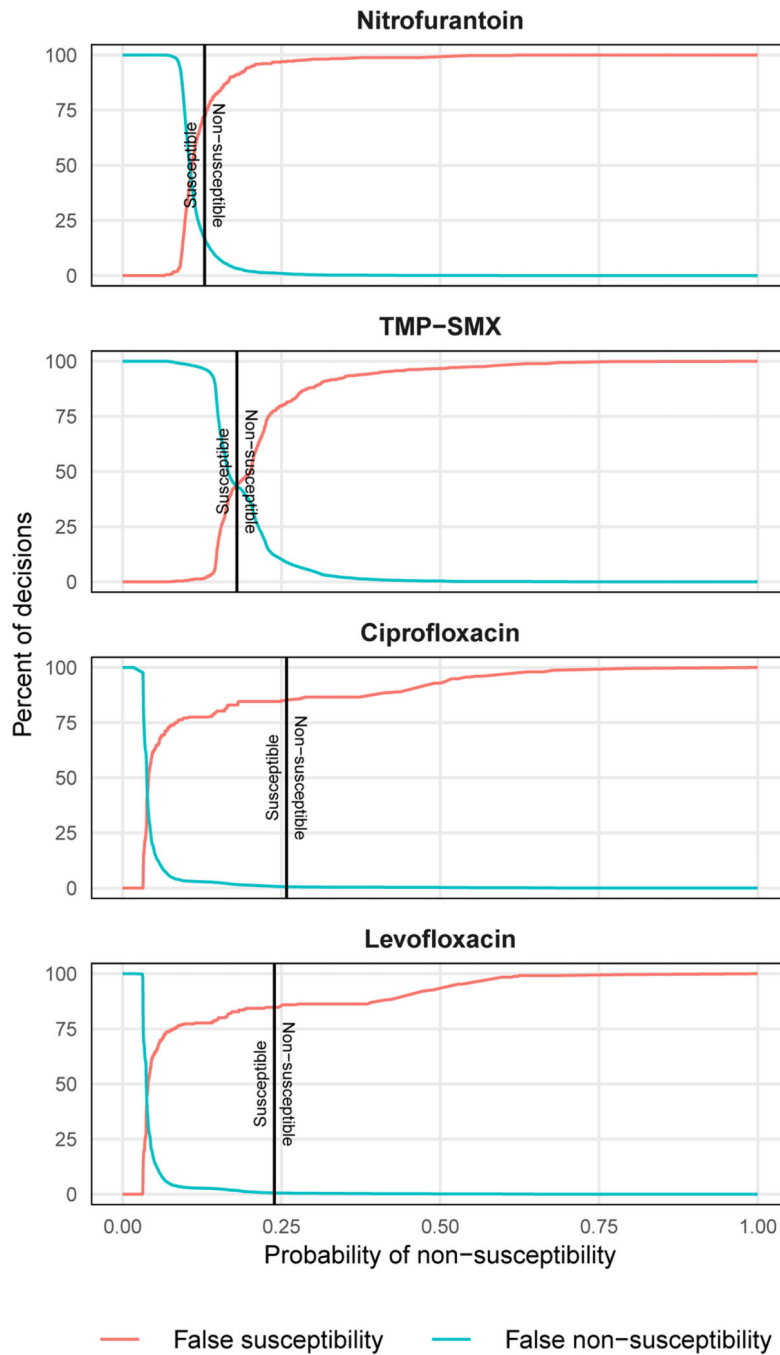 Nitrofurantoin
100
75
50
25
0
Susceptible
Non-susceptible
TMP-SMX
100
75
50
25
0
Susceptible
Non-susceptible
Percent of decisions
Ciprofloxacin
100
75
50
25
0
Susceptible
Non-susceptible
Levofloxacin
100
75
50
25
0
Susceptible
Non-susceptible
0.00 0.25 0.50 0.75 1.00
Probability of non-susceptibility
False susceptibility False non-susceptibility